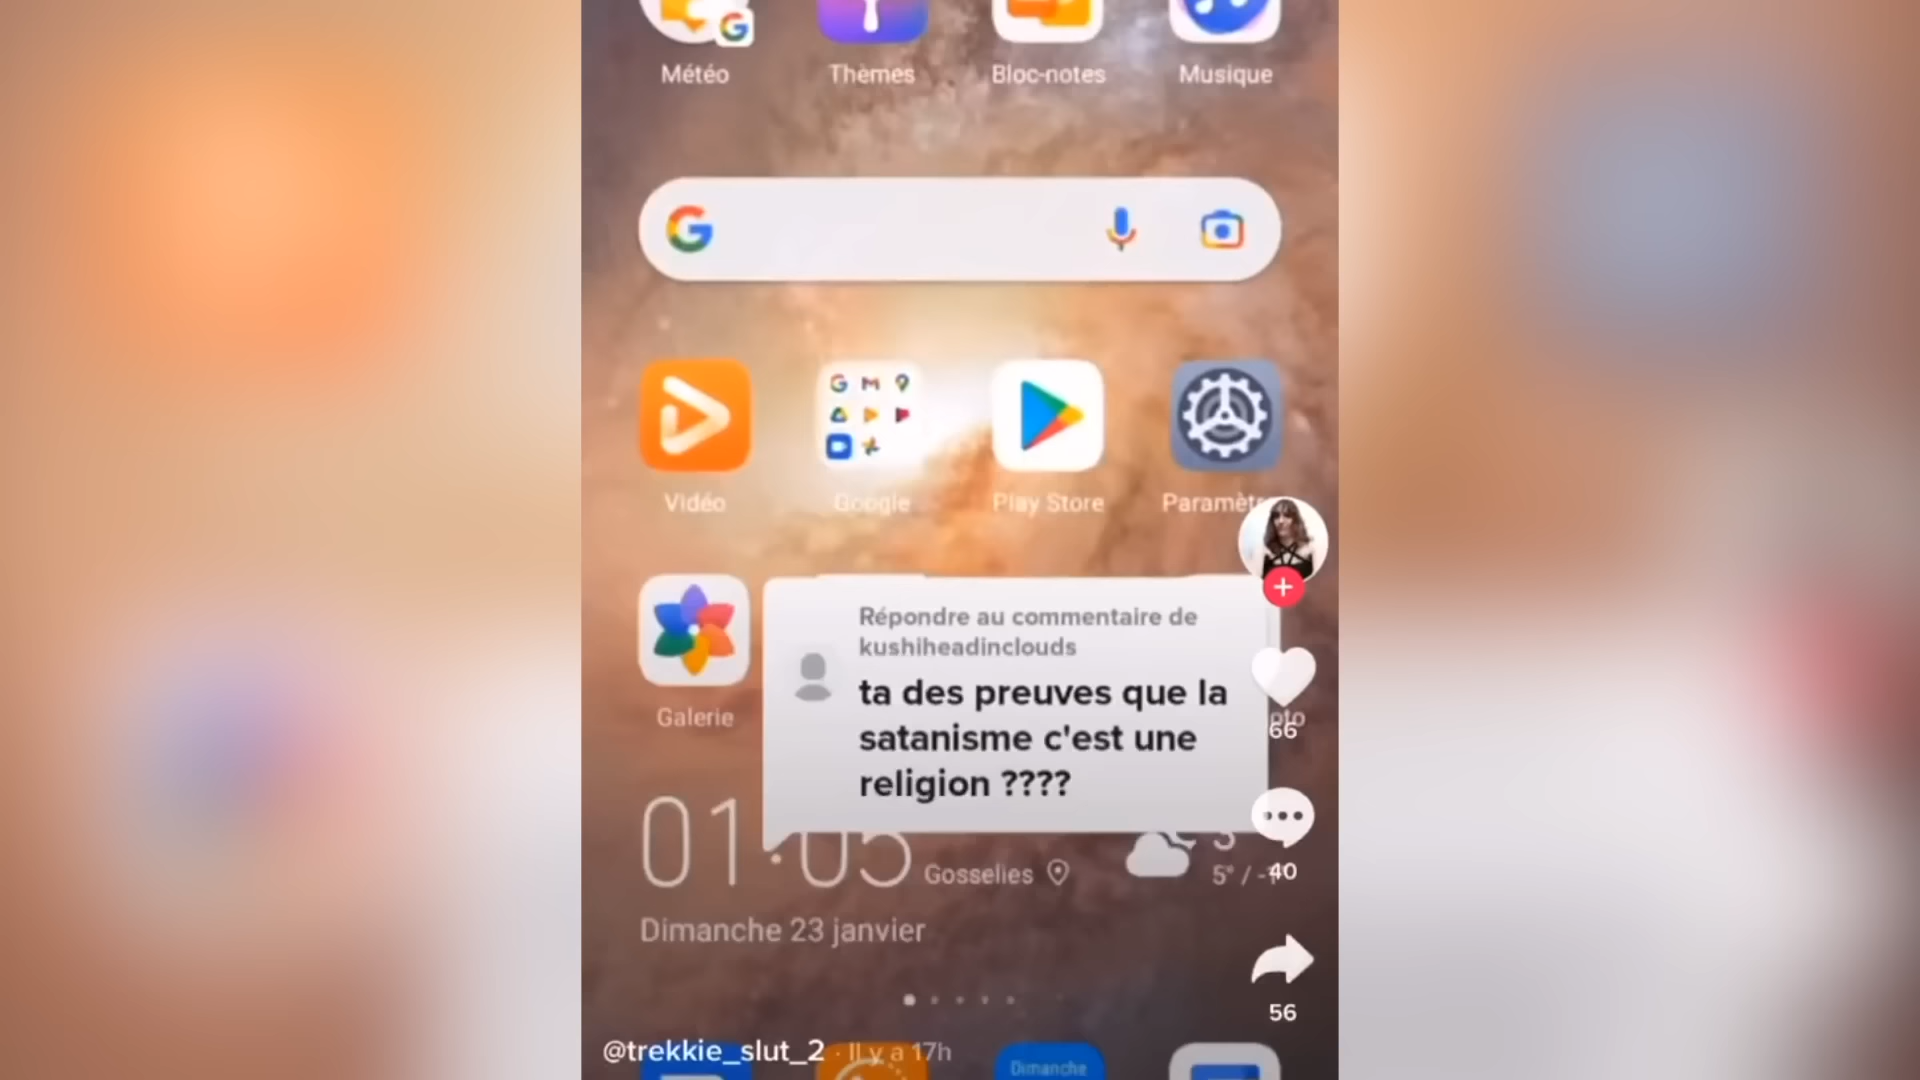 Météo
Thèmes
Bloc-notes
Musique
Vidéo
Google
Play Store
Galerie
Répondre au commentaire de
kushiheadinclouds
ta des preuves que la
satanisme c'est une
religion ????
66
40
56
01:05
Gosselies
5° /
Dimanche 23 janvier
@trekkie_slut_2 · Il y a 17h
Dimanche